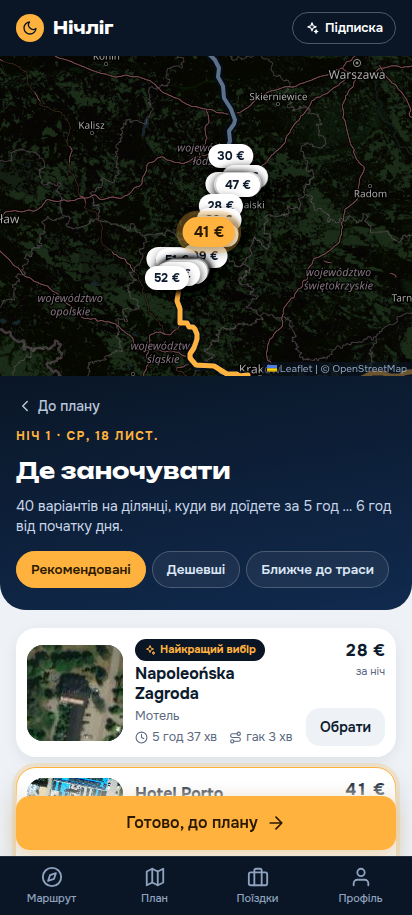 Нічліг
Підписка
Konin
Warszawa
Skierniewice
Kalisz
30 €
47 €
28 €
Radom
41 €
52 €
województwo
świętokrzyskie
województwo
opolskie
województwo
śląskie
Leaflet | © OpenStreetMap
До плану
НІЧ 1 · СР, 18 ЛИСТ.
Де заночувати
40 варіантів на ділянці, куди ви доїдете за 5 год ... 6 год
від початку дня.
Рекомендовані
Дешевші
Ближче до траси
Найкращий вибір
28 €
Napoleońska
Zagroda
за ніч
Мотель
5 год 37 хв
гак 3 хв
Обрати
Hotel Porto
41 €
Готово, до плану
Маршрут
План
Поїздки
Профіль